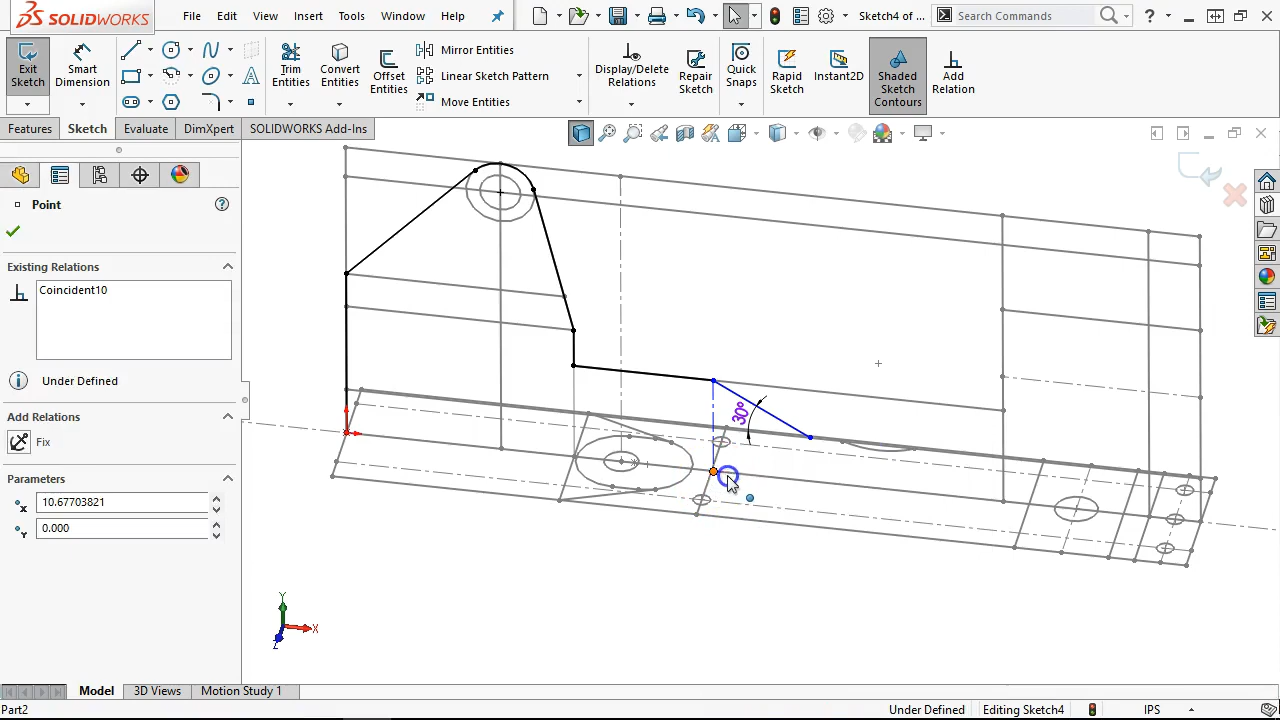 SOLIDWORKS
File
Edit
View
Insert
Tools
Window
Help
Sketch4 of ...
Search Commands
?
Exit Sketch
Smart Dimension
Trim Entities
Convert Entities
Offset Entities
Mirror Entities
Linear Sketch Pattern
Move Entities
Display/Delete Relations
Repair Sketch
Quick Snaps
Rapid Sketch
Instant2D
Shaded Sketch Contours
Add Relation
Features
Sketch
Evaluate
DimXpert
SOLIDWORKS Add-Ins
Point
Existing Relations
Coincident10
Under Defined
Add Relations
Fix
Parameters
10.67703821
0.000
30°
Y
X
Z
Model
3D Views
Motion Study 1
Part2
Under Defined
Editing Sketch4
IPS